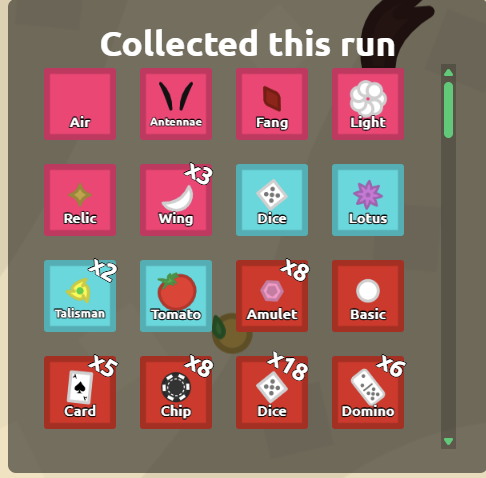 Collected this run
Air
Antennae
Fang
Light
Relic
x3
Wing
Dice
Lotus
x2
Talisman
Tomato
x8
Amulet
Basic
x5
Card
x8
Chip
x18
Dice
x6
Domino